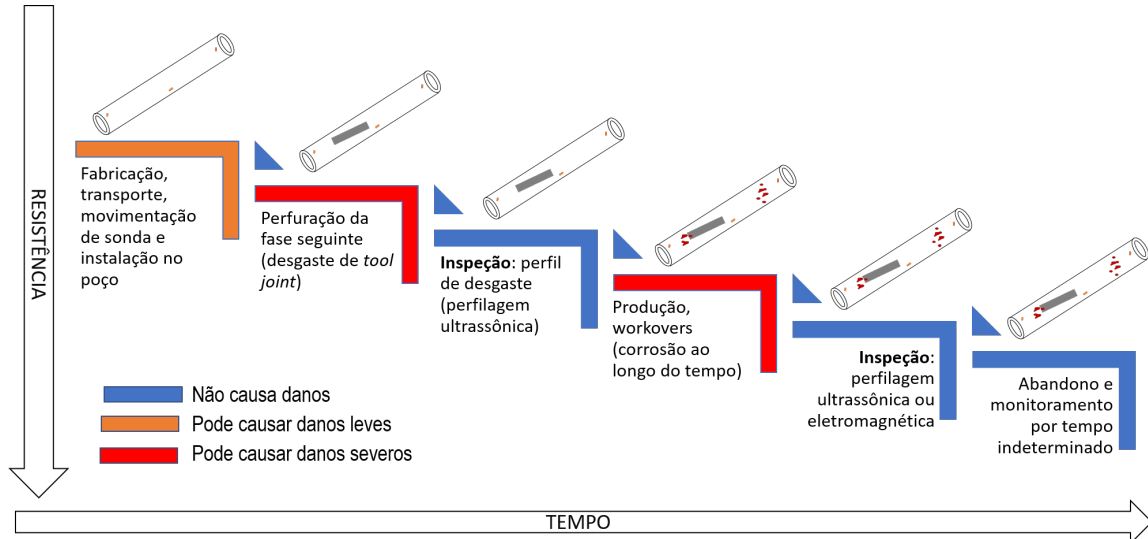 RESISTÊNCIA
Fabricação,
transporte,
movimentação
de sonda e
instalação no
poço
Perfuração da
fase seguinte
(desgaste de tool
joint)
Inspeção: perfil
de desgaste
(perfilagem
ultrassônica)
Produção,
workovers
(corrosão ao
longo do tempo)
Inspeção:
perfilagem
ultrassônica ou
eletromagnética
Abandono e
monitoramento
por tempo
indeterminado
Não causa danos
Pode causar danos leves
Pode causar danos severos
TEMPO